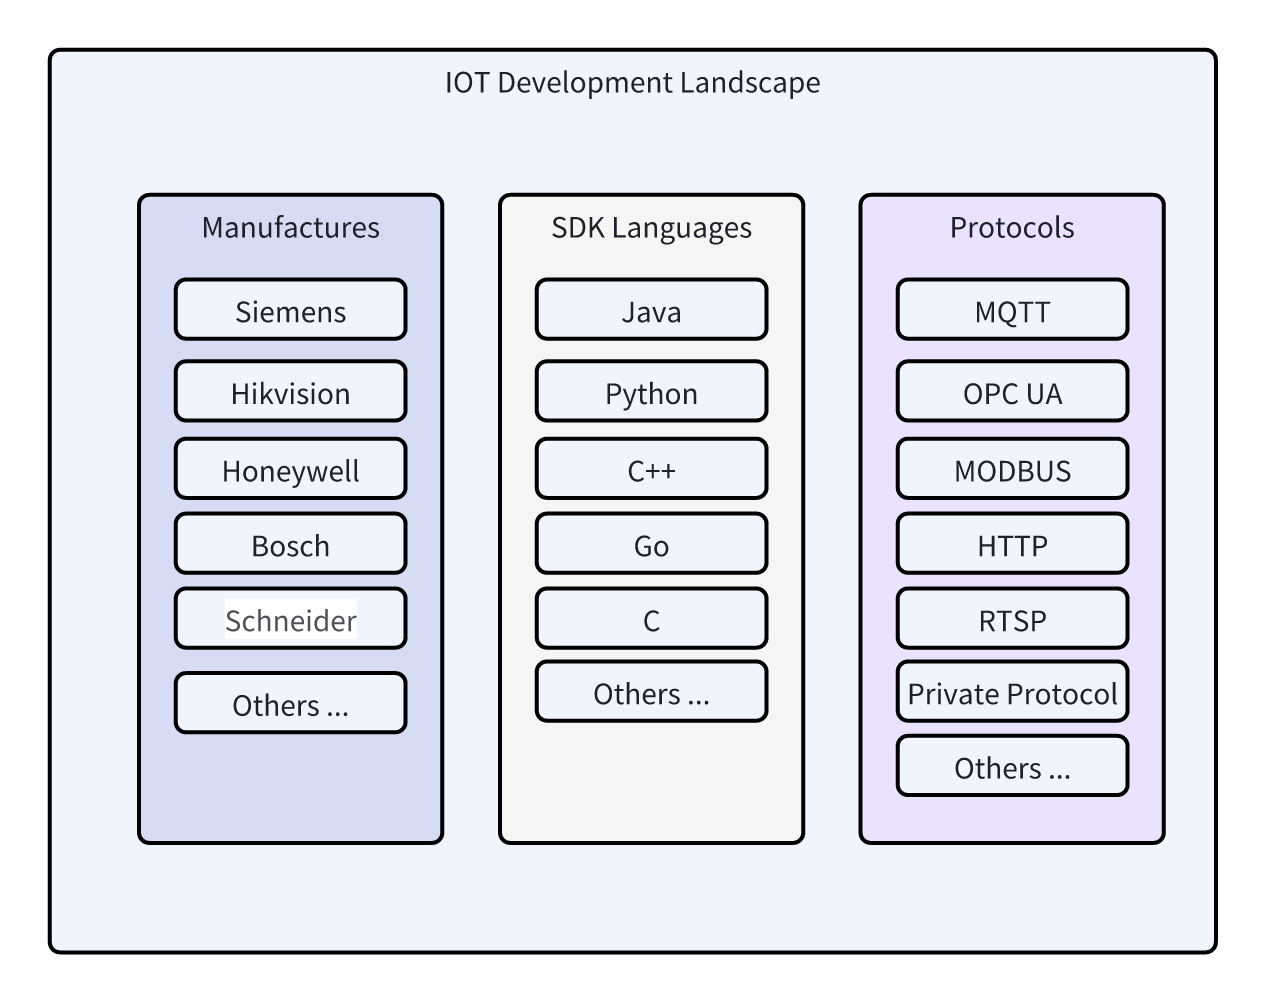 IOT Development Landscape
Manufactures
Siemens
Hikvision
Honeywell
Bosch
Schneider
Others ...
SDK Languages
Java
Python
C++
Go
C
Others ...
Protocols
MQTT
OPC UA
MODBUS
HTTP
RTSP
Private Protocol
Others ...